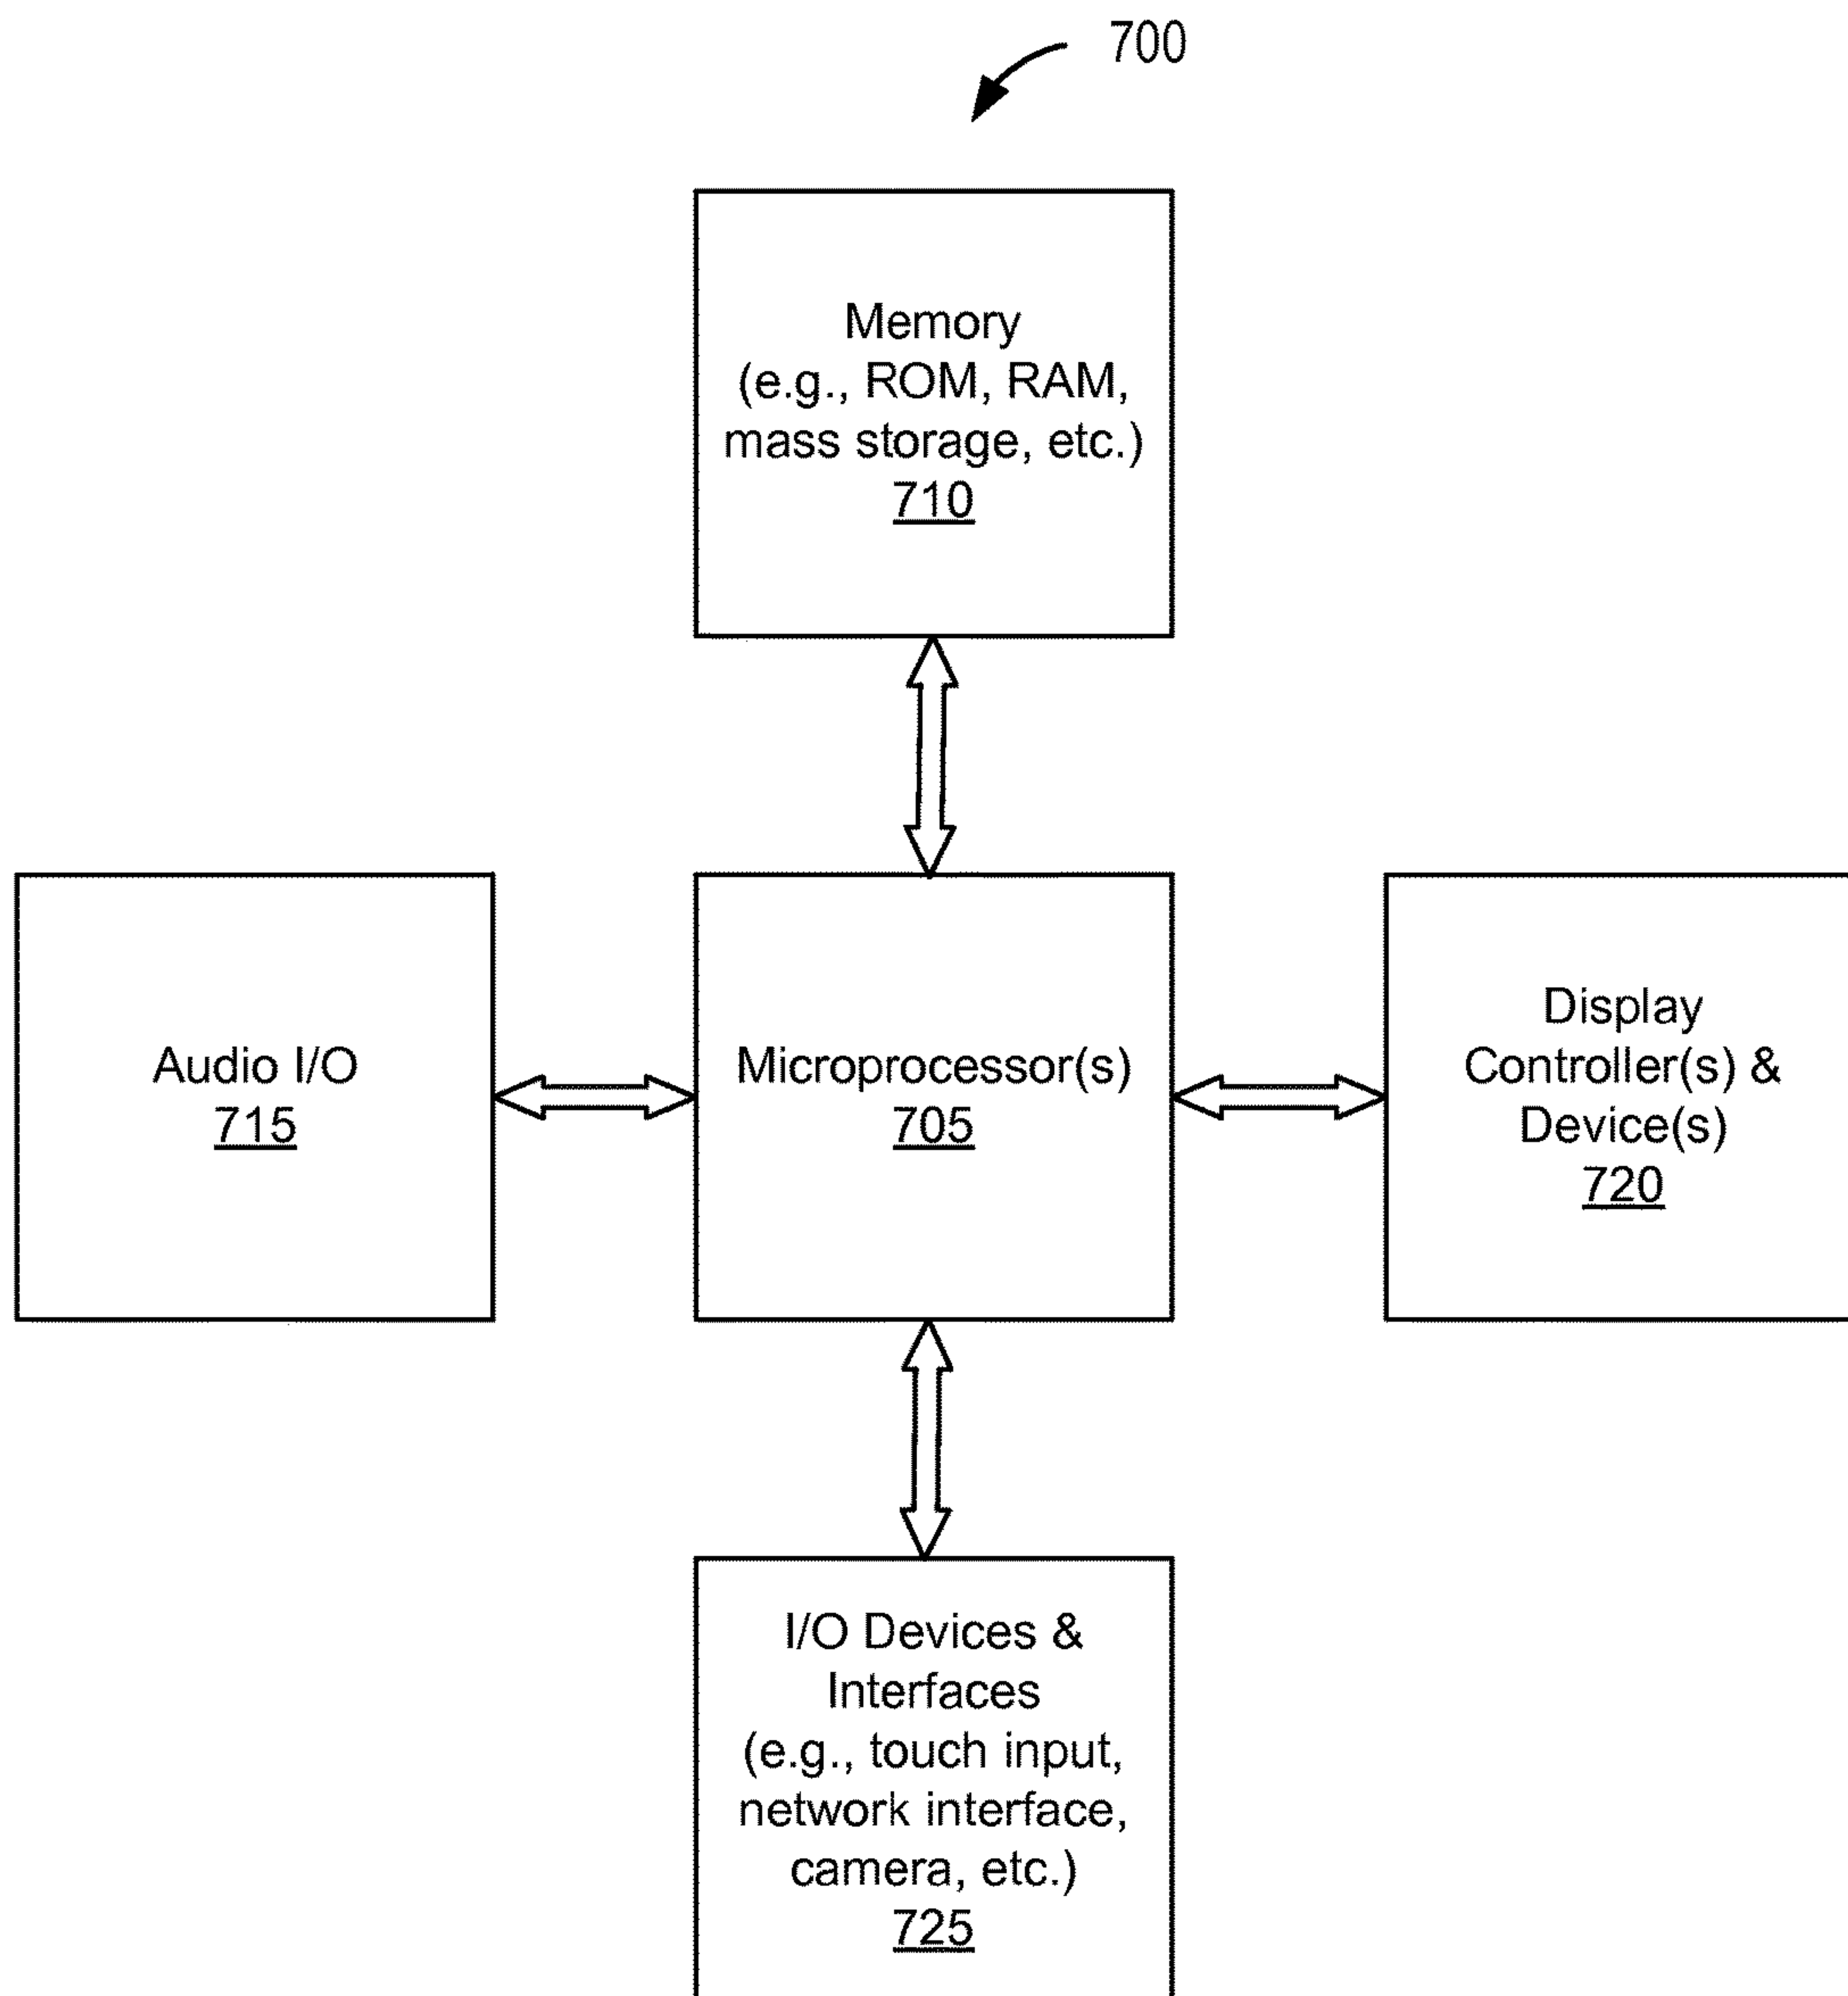 700
Memory
(e.g., ROM, RAM,
mass storage, etc.)
710
Audio I/O
715
Microprocessor(s)
705
Display
Controller(s) &
Device(s)
720
I/O Devices &
Interfaces
(e.g., touch input,
network interface,
camera, etc.)
725